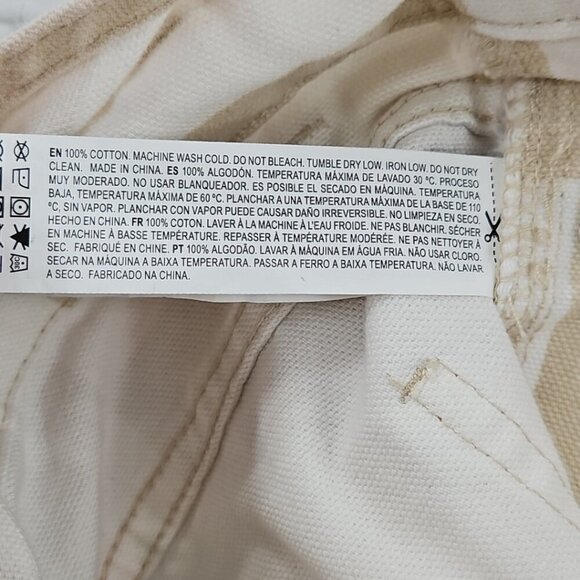 EN 100% COTTON. MACHINE WASH COLD. DO NOT BLEACH. TUMBLE DRY LOW. IRON LOW. DO NOT DRY
CLEAN. MADE IN CHINA. ES 100% ALGODÓN. TEMPERATURA MÁXIMA DE LAVADO 30 ºC. PROCESO
MUY MODERADO. NO USAR BLANQUEADOR. ES POSIBLE EL SECADO EN MÁQUINA. TEMPERATURA
BAJA, TEMPERATURA MÁXIMA DE 60 ºC. PLANCHAR A UNA TEMPERATURA MÁXIMA DE LA BASE DE 110
ºC, SIN VAPOR. PLANCHAR CON VAPOR PUEDE CAUSAR DAÑO IRREVERSIBLE. NO LIMPIEZA EN SECO.
HECHO EN CHINA. FR 100% COTON. LAVER À LA MACHINE À L'EAU FROIDE. NE PAS BLANCHIR. SÉCHER
EN MACHINE À BASSE TEMPÉRATURE. REPASSER À TEMPÉRATURE MODÉRÉE. NE PAS NETTOYER À
SEC. FABRIQUÉ EN CHINE. PT 100% ALGODÃO. LAVAR À MÁQUINA EM ÁGUA FRIA. NÃO USAR CLORO.
SECAR NA MÁQUINA A BAIXA TEMPERATURA. PASSAR A FERRO A BAIXA TEMPERATURA. NÃO LAVAR
A SECO. FABRICADO NA CHINA.